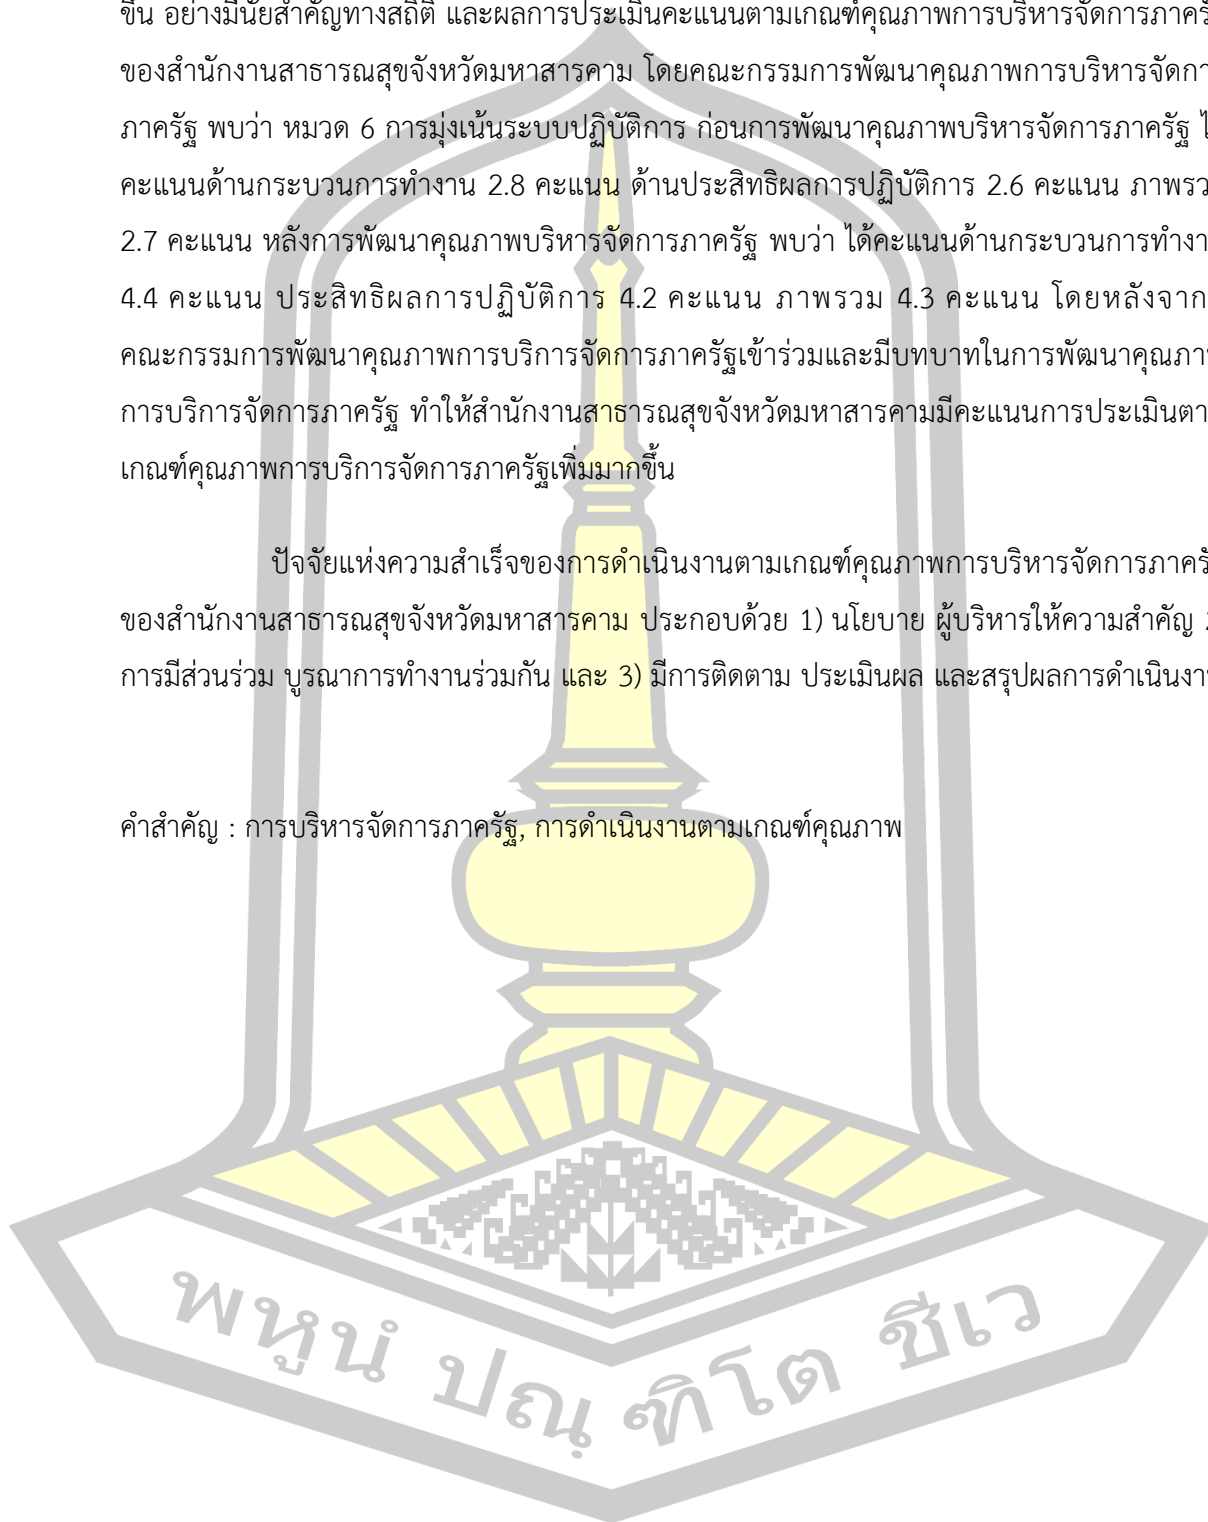 ขึ้น อย่างมีนัยสำคัญทางสถิติ และผลการประเมินคะแนนตามเกณฑ์คุณภาพการบริหารจัดการภาครั
ของสำนักงานสาธารณสุขจังหวัดมหาสารคาม โดยคณะกรรมการพัฒนาคุณภาพการบริหารจัดกา
ภาครัฐ พบว่า หมวด 6 การมุ่งเน้นระบบปฏิบัติการ ก่อนการพัฒนาคุณภาพบริหารจัดการภาครัฐ ไ
คะแนนด้านกระบวนการทำงาน 2.8 คะแนน ด้านประสิทธิผลการปฏิบัติการ 2.6 คะแนน ภาพรว
2.7 คะแนน หลังการพัฒนาคุณภาพบริหารจัดการภาครัฐ พบว่า ได้คะแนนด้านกระบวนการทำงา
4.4 คะแนน ประสิทธิผลการปฏิบัติการ 4.2 คะแนน ภาพรวม 4.3 คะแนน โดยหลังจาก
คณะกรรมการพัฒนาคุณภาพการบริการจัดการภาครัฐเข้าร่วมและมีบทบาทในการพัฒนาคุณภา
การบริการจัดการภาครัฐ ทำให้สำนักงานสาธารณสุขจังหวัดมหาสารคามมีคะแนนการประเมินตา
เกณฑ์คุณภาพการบริการจัดการภาครัฐเพิ่มมากขึ้น
ปัจจัยแห่งความสำเร็จของการดำเนินงานตามเกณฑ์คุณภาพการบริหารจัดการภาครั
ของสำนักงานสาธารณสุขจังหวัดมหาสารคาม ประกอบด้วย 1) นโยบาย ผู้บริหารให้ความสำคัญ 2
การมีส่วนร่วม บูรณาการทำงานร่วมกัน และ 3) มีการติดตาม ประเมินผล และสรุปผลการดำเนินงา
คำสำคัญ : การบริหารจัดการภาครัฐ, การดำเนินงานตามเกณฑ์คุณภาพ
พหูนํ ปณฺ ฑิโต ชีเว